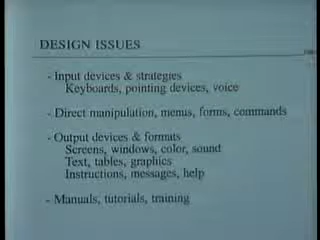 DESIGN ISSUES
- Input devices & strategies
Keyboards, pointing devices, voice
- Direct manipulation, menus, forms, commands
- Output devices & formats
Screens, windows, color, sound
Text, tables, graphics
Instructions, messages, help
- Manuals, tutorials, training